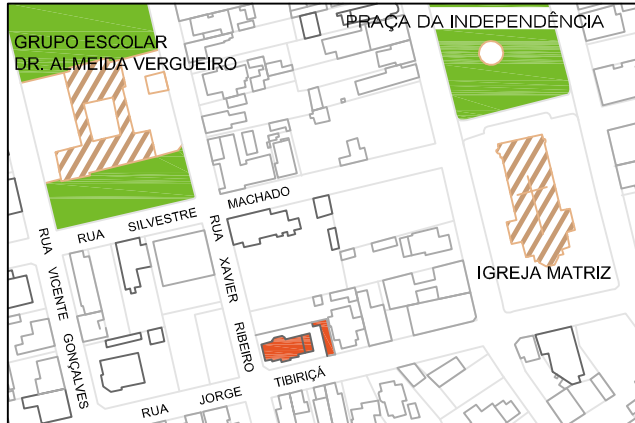 PRAÇA DA INDEPENDÊNCIA
GRUPO ESCOLAR
DR. ALMEIDA VERGUEIRO
RUA SILVESTRE MACHADO
RUA VICENTE GONÇALVES
RUA XAVIER RIBEIRO
IGREJA MATRIZ
RUA JORGE TIBIRIÇÁ